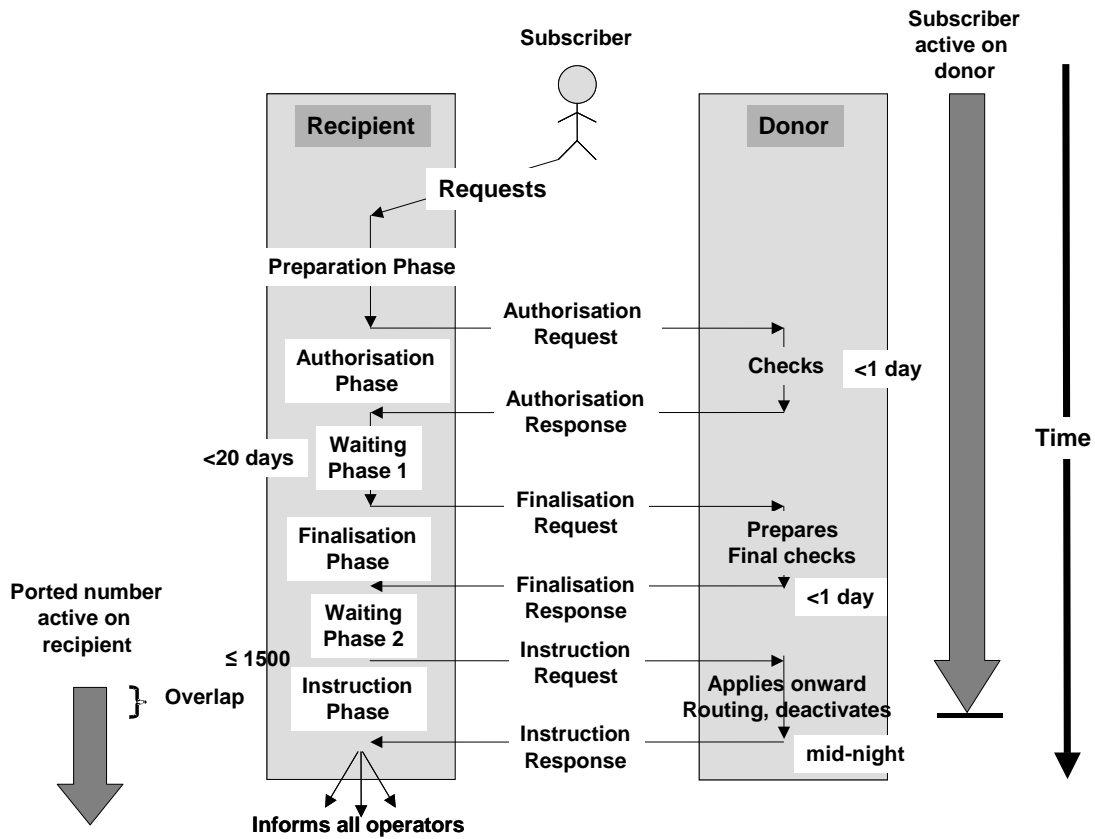 Subscriber
Subscriber
active on
donor
Recipient
Donor
Requests
Preparation Phase
Authorisation
Request
Authorisation
Phase
Checks
<1 day
Authorisation
Response
<20 days
Waiting
Phase 1
Time
Finalisation
Request
Finalisation
Phase
Prepares
Final checks
Finalisation
Response
<1 day
Ported number
active on
recipient
Waiting
Phase 2
≤ 1500
Instruction
Request
Overlap
Instruction
Phase
Applies onward
Routing, deactivates
Instruction
Response
mid-night
Informs all operators